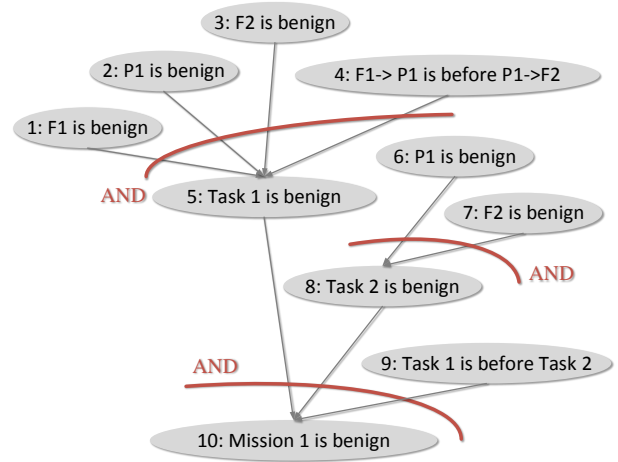 3: F2 is benign
2: P1 is benign
4: F1-> P1 is before P1->F2
1: F1 is benign
6: P1 is benign
AND
5: Task 1 is benign
7: F2 is benign
AND
8: Task 2 is benign
AND
9: Task 1 is before Task 2
10: Mission 1 is benign